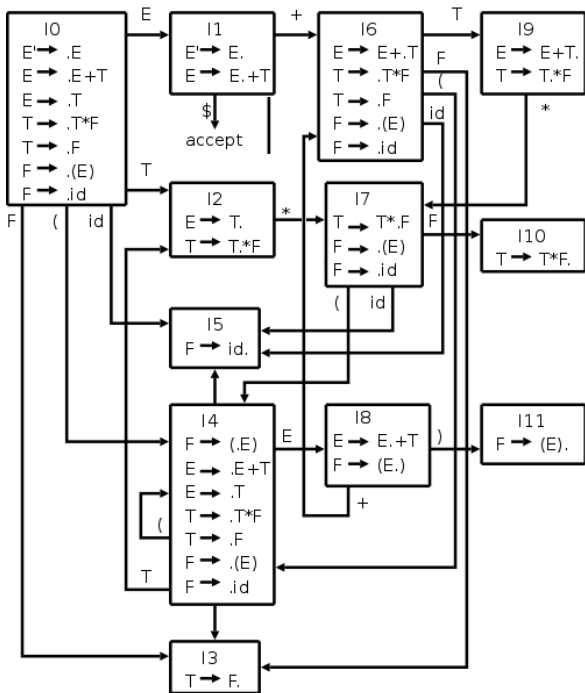 I0
E' → .E
E → .E+T
E → .T
T → .T*F
T → .F
F → .(E)
F → .id
E
I1
E' → E.
E → E.+T
+
$
accept
I6
E → E+.T
T → .T*F
T → .F
F → .(E)
F → .id
T
F
(
id
I9
E → E+T.
T → T.*F
*
T
I2
E → T.
T → T.*F
*
I7
T → T*.F
F → .(E)
F → .id
F
I10
T → T*F.
F
(
id
(
id
I5
F → id.
I4
F → (.E)
E → .E+T
E → .T
T → .T*F
T → .F
F → .(E)
F → .id
E
(
T
I8
E → E.+T
F → (E.)
)
+
I11
F → (E).
I3
T → F.